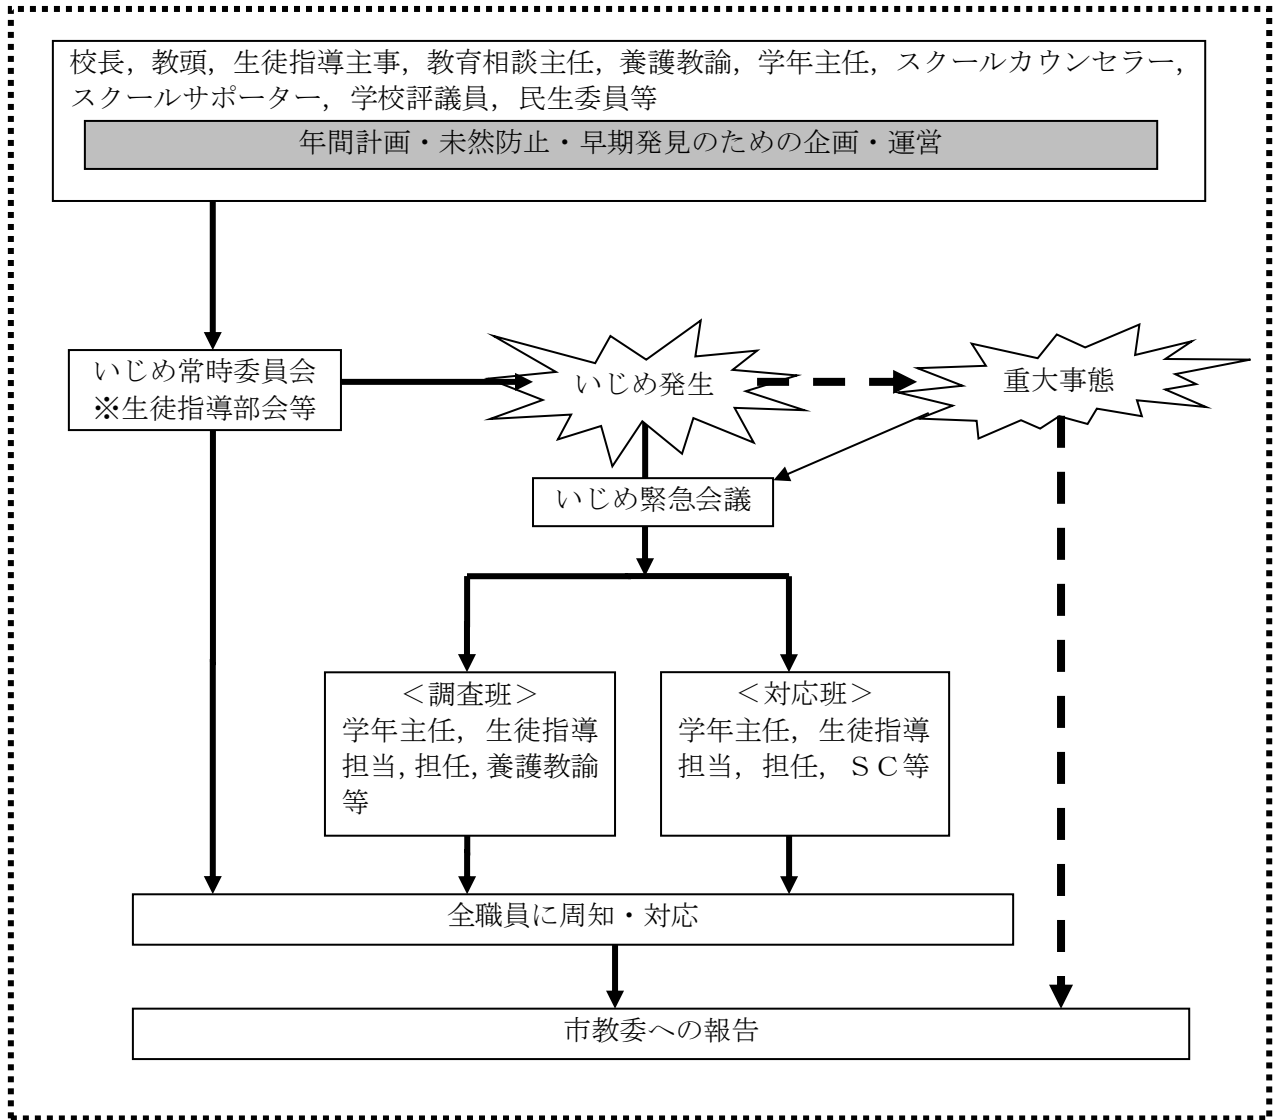 校長，教頭，生徒指導主事，教育相談主任，養護教諭，学年主任，スクールカウンセラー，
スクールサポーター，学校評議員，民生委員等
年間計画・未然防止・早期発見のための企画・運営
いじめ常時委員会
※生徒指導部会等
いじめ発生
重大事態
いじめ緊急会議
＜調査班＞
学年主任，生徒指導
担当，担任，養護教諭
等
＜対応班＞
学年主任，生徒指導
担当，担任，ＳＣ等
全職員に周知・対応
市教委への報告